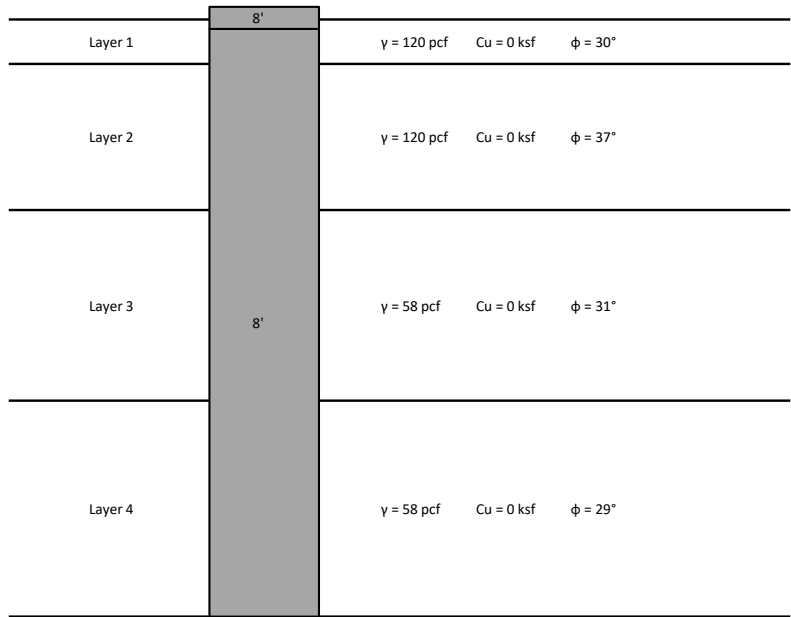 8'
Layer 1 γ = 120 pcf Cu = 0 ksf ϕ = 30°
Layer 2 γ = 120 pcf Cu = 0 ksf ϕ = 37°
Layer 3 γ = 58 pcf Cu = 0 ksf ϕ = 31°
8'
Layer 4 γ = 58 pcf Cu = 0 ksf ϕ = 29°